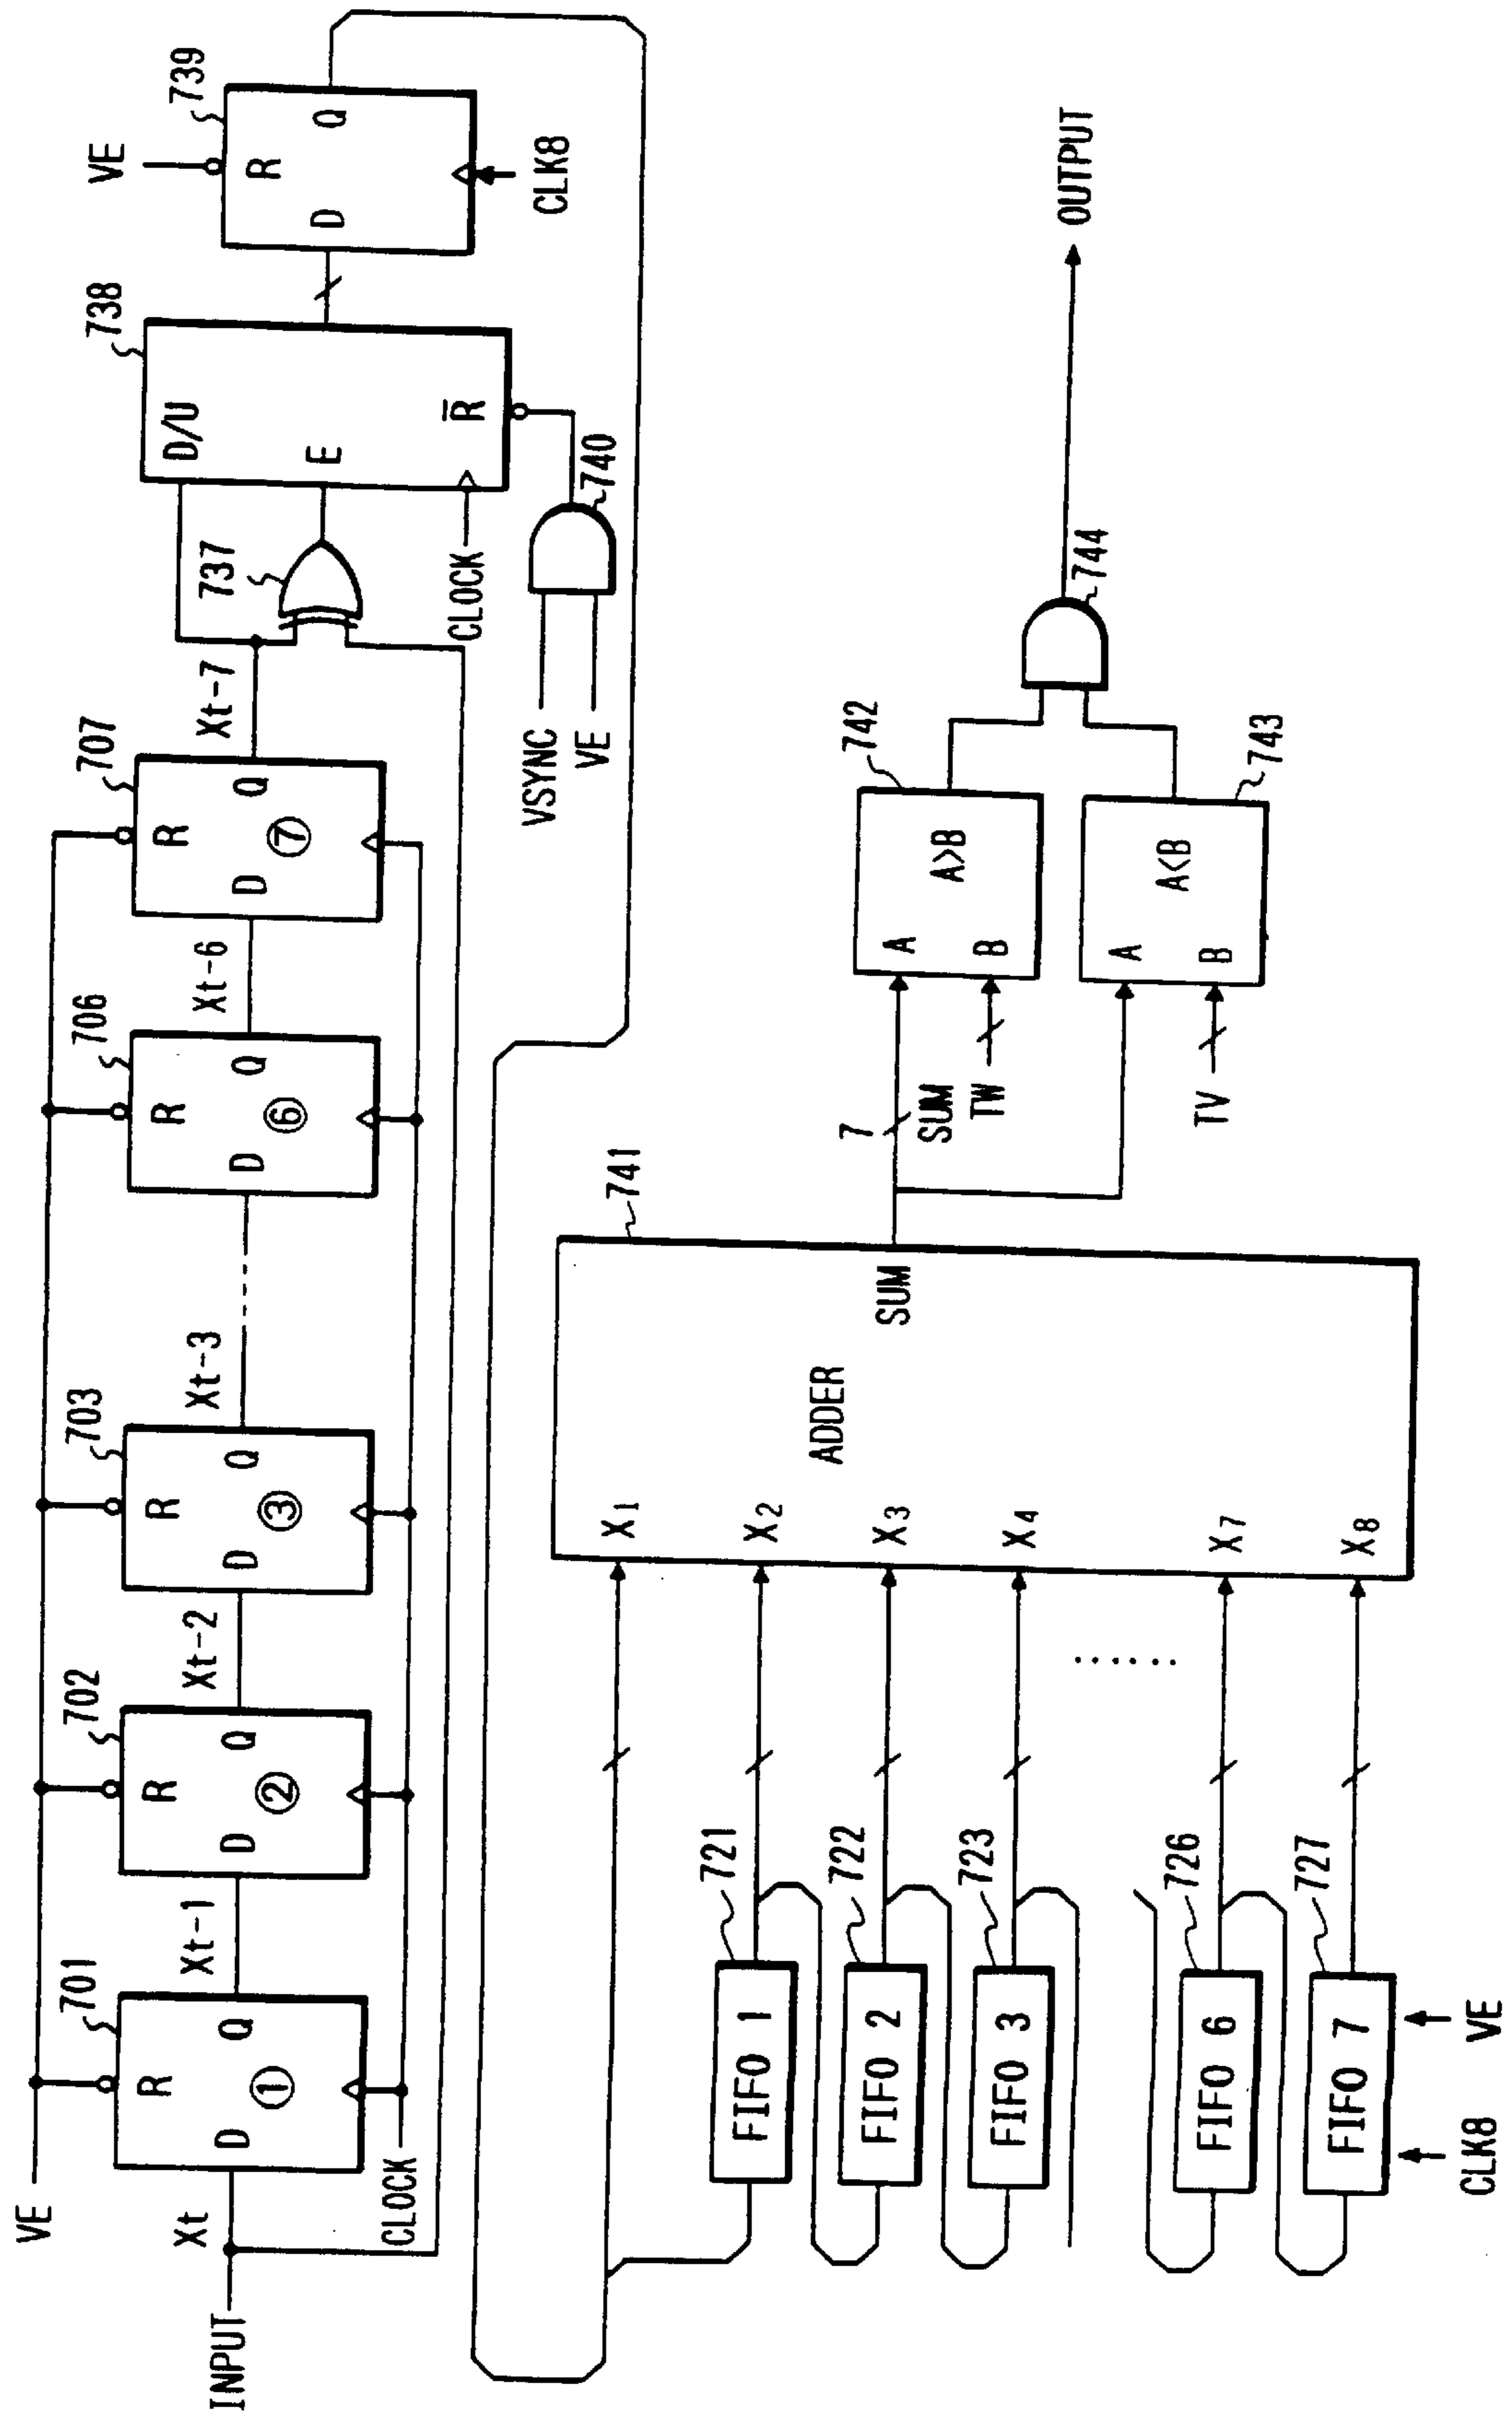 VE
701
702
703
706
707
R
R
R
R
R
INPUT
Xt
D
①
Q
Xt-1
D
②
Q
Xt-2
D
③
Q
Xt-3
D
⑥
Q
Xt-6
D
⑦
Q
Xt-7
CLOCK
737
738
D/U
E
R̅
CLOCK
VSYNC
VE
740
739
VE
R
D
Q
CLK8
741
ADDER
SUM
X1
X2
X3
X4
X7
X8
FIFO 1
721
FIFO 2
722
FIFO 3
723
FIFO 6
726
FIFO 7
727
CLK8
VE
7
SUM
TW
TV
742
A
B
A>B
743
A
B
A<B
744
OUTPUT